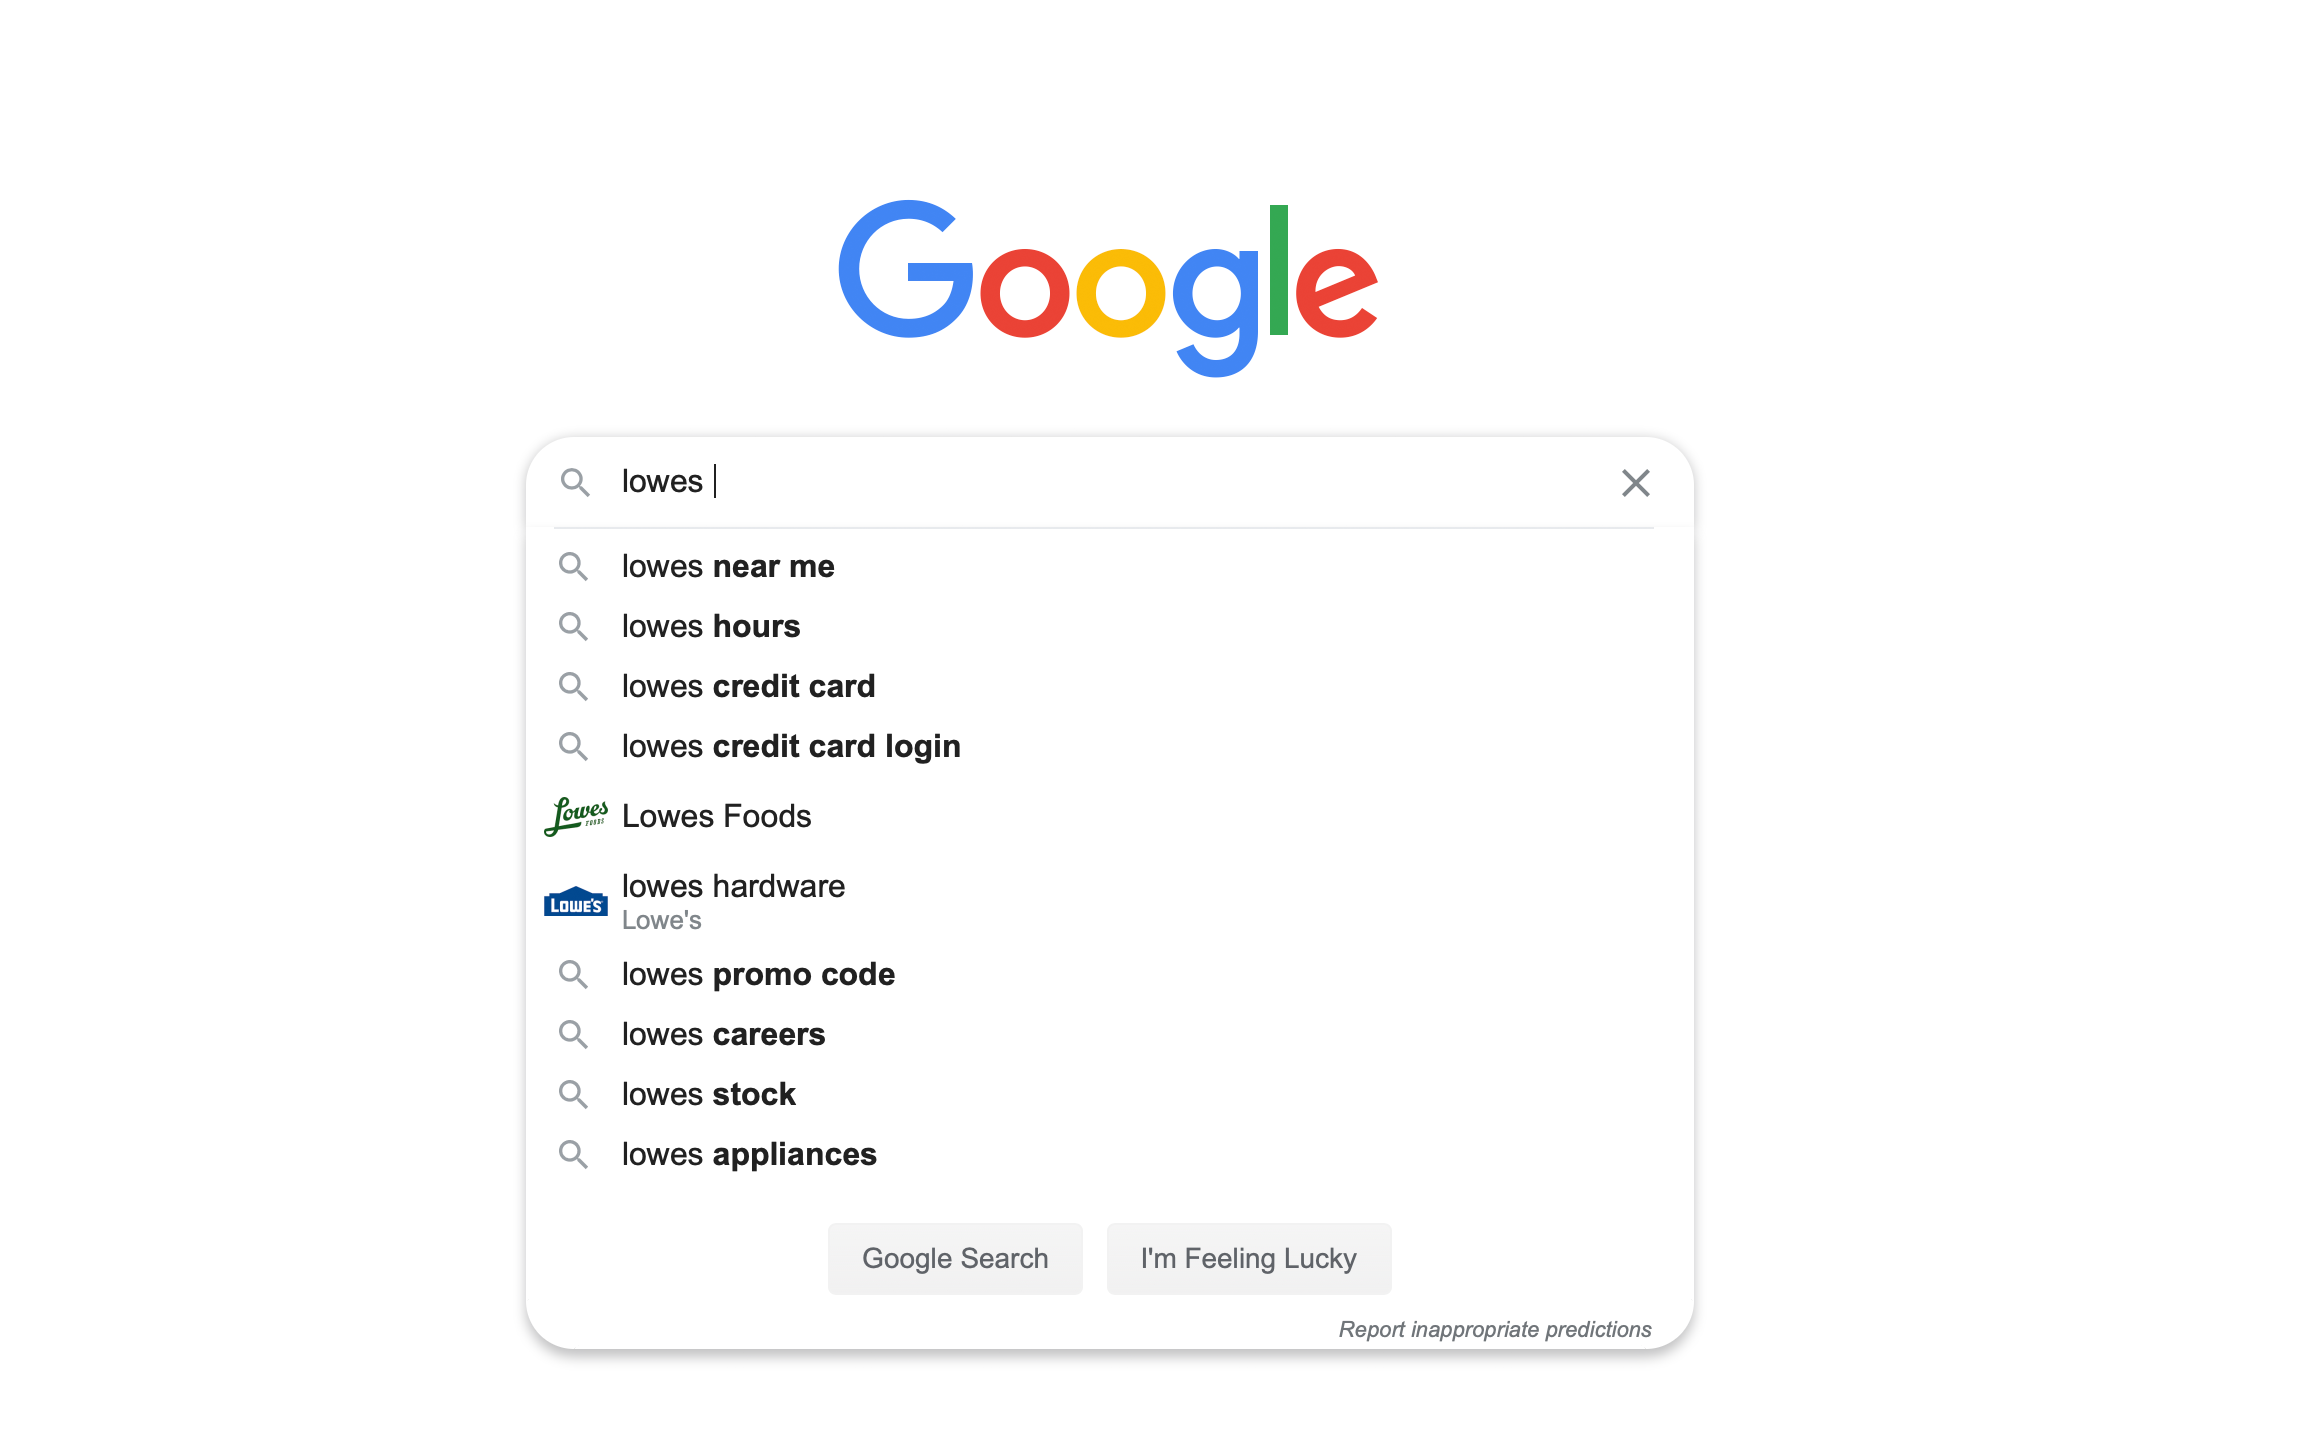 Google
lowes
lowes near me
lowes hours
lowes credit card
lowes credit card login
Lowes FOODS
Lowes Foods
LOWE'S
lowes hardware
Lowe's
lowes promo code
lowes careers
lowes stock
lowes appliances
Google Search
I'm Feeling Lucky
Report inappropriate predictions